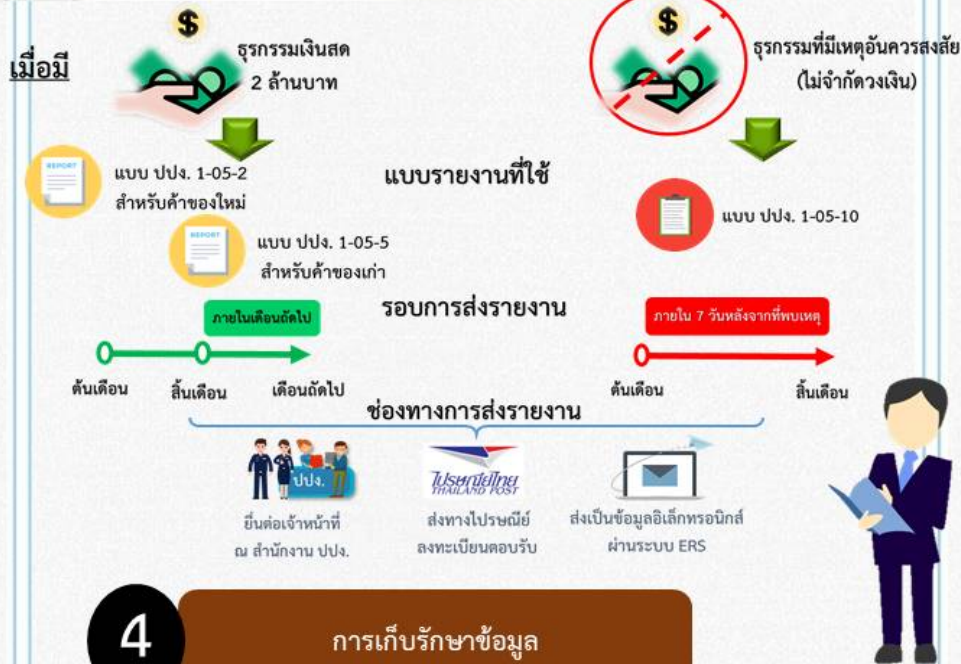 เมื่อมี
ธุรกรรมเงินสด
2 ล้านบาท
ธุรกรรมที่มีเหตุอันควรสงสัย
(ไม่จำกัดวงเงิน)
แบบรายงานที่ใช้
REPORT
แบบ ปปง. 1-05-2
สำหรับค้าของใหม่
REPORT
แบบ ปปง. 1-05-5
สำหรับค้าของเก่า
แบบ ปปง. 1-05-10
รอบการส่งรายงาน
ภายในเดือนถัดไป
ต้นเดือน
สิ้นเดือน
เดือนถัดไป
ภายใน 7 วันหลังจากที่พบเหตุ
ต้นเดือน
สิ้นเดือน
ช่องทางการส่งรายงาน
ปปง.
ยื่นต่อเจ้าหน้าที่
ณ สำนักงาน ปปง.
ไปรษณีย์ไทย
THAILAND POST
ส่งทางไปรษณีย์
ลงทะเบียนตอบรับ
ส่งเป็นข้อมูลอิเล็กทรอนิกส์
ผ่านระบบ ERS
4
การเก็บรักษาข้อมูล